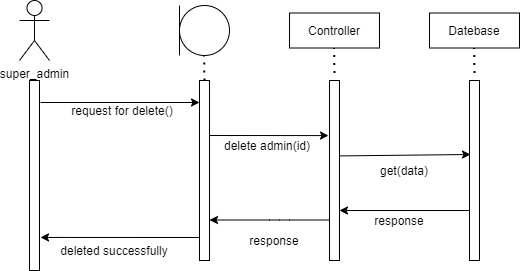 Controller
Datebase
super_admin
request for delete()
delete admin(id)
get(data)
response
response
deleted successfully